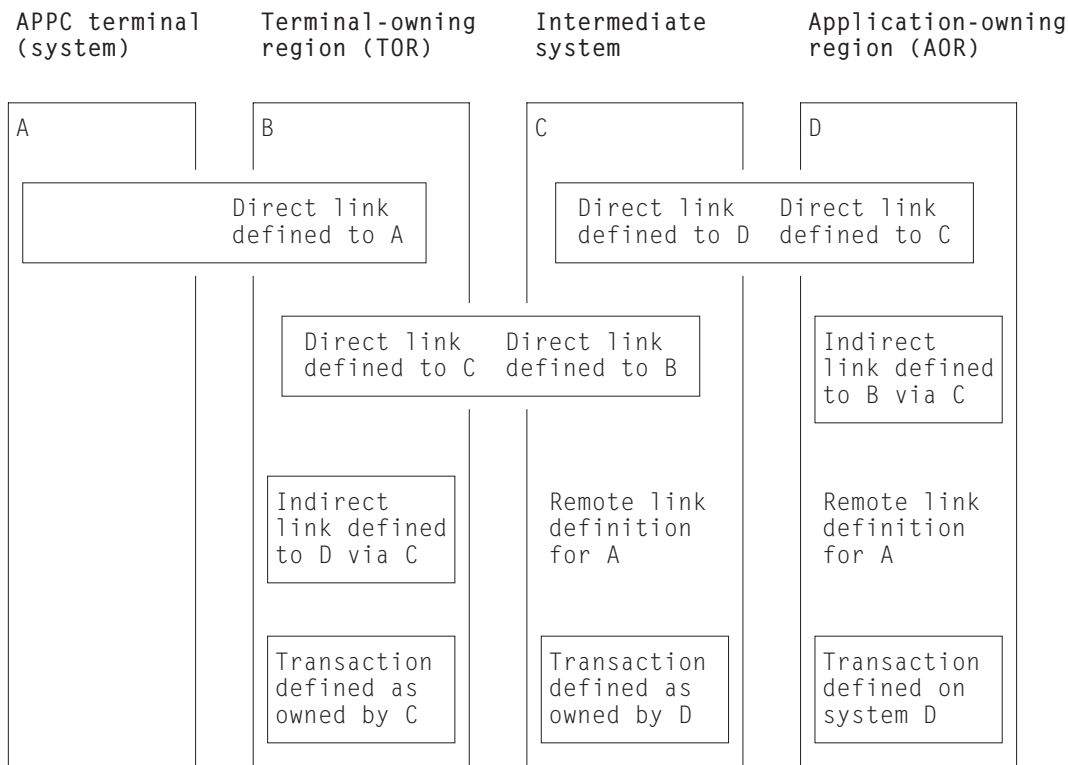 APPC terminal
(system)
Terminal-owning
region (TOR)
Intermediate
system
Application-owning
region (AOR)
A
B
C
D
Direct link
defined to A
Direct link
defined to D
Direct link
defined to C
Direct link
defined to C
Direct link
defined to B
Indirect
link defined
to B via C
Indirect
link defined
to D via C
Remote link
definition
for A
Remote link
definition
for A
Transaction
defined as
owned by C
Transaction
defined as
owned by D
Transaction
defined on
system D